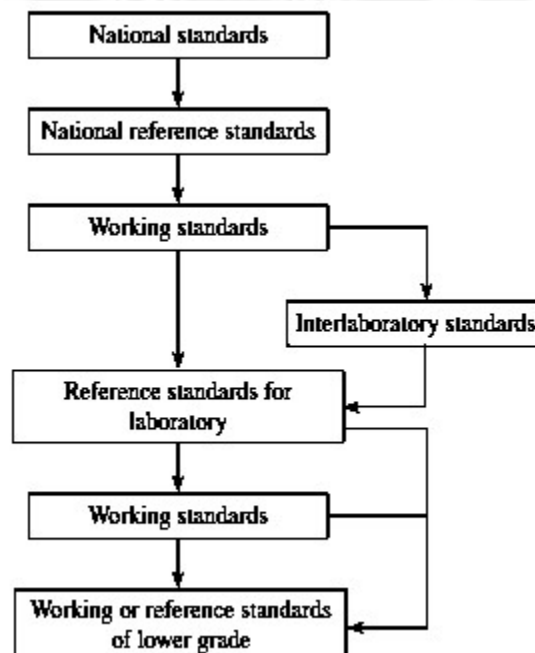 National standards
National reference standards
Working standards
Interlaboratory standards
Reference standards for
laboratory
Working standards
Working or reference standards
of lower grade